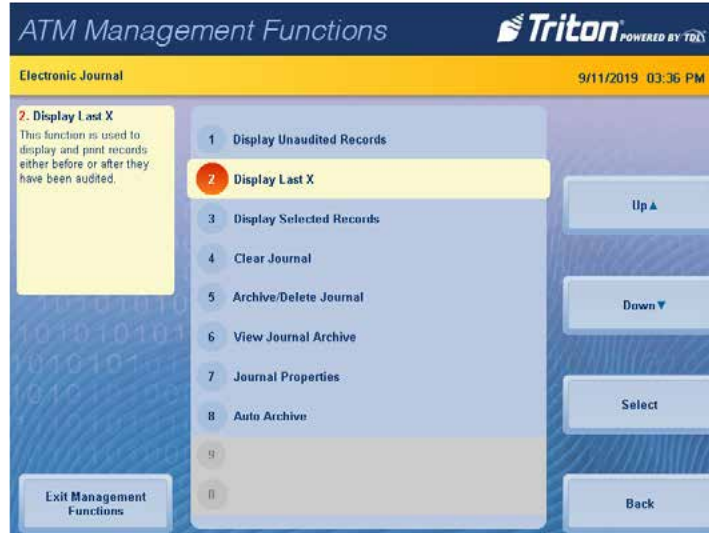 ATM Management Functions
Triton POWERED BY TDL
Electronic Journal
9/11/2019 03:36 PM
2. Display Last X
This function is used to
display and print records
either before or after they
have been audited.
1 Display Unaudited Records
2 Display Last X
3 Display Selected Records
4 Clear Journal
5 Archive/Delete Journal
6 View Journal Archive
7 Journal Properties
8 Auto Archive
9
0
Up▲
Down▼
Select
Back
Exit Management
Functions